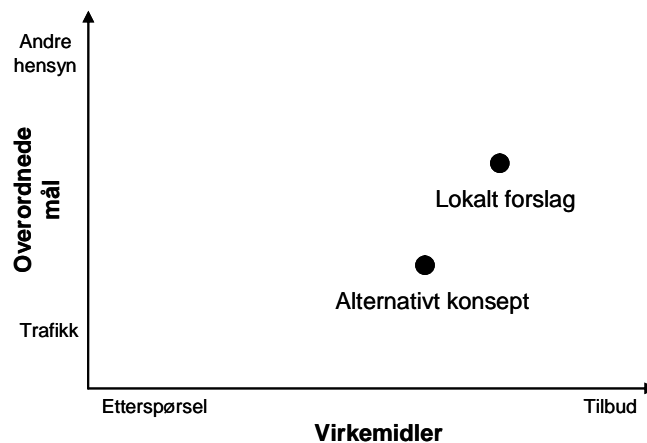 Andre
hensyn
Overordnede
mål
Lokalt forslag
Alternativt konsept
Trafikk
Etterspørsel
Tilbud
Virkemidler